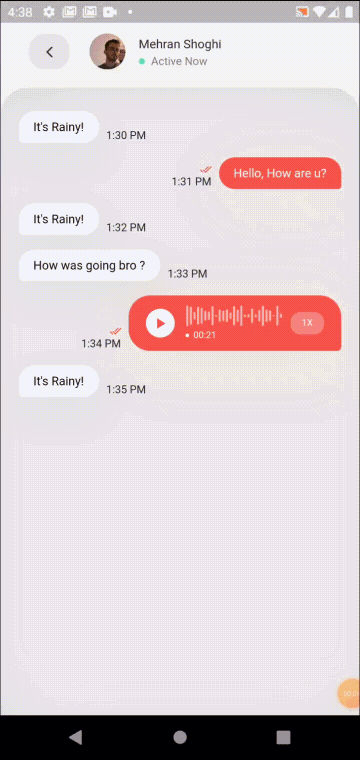 4:38
Mehran Shoghi
Active Now
It's Rainy!
1:30 PM
Hello, How are u?
1:31 PM
It's Rainy!
1:32 PM
How was going bro ?
1:33 PM
00:21
1X
1:34 PM
It's Rainy!
1:35 PM